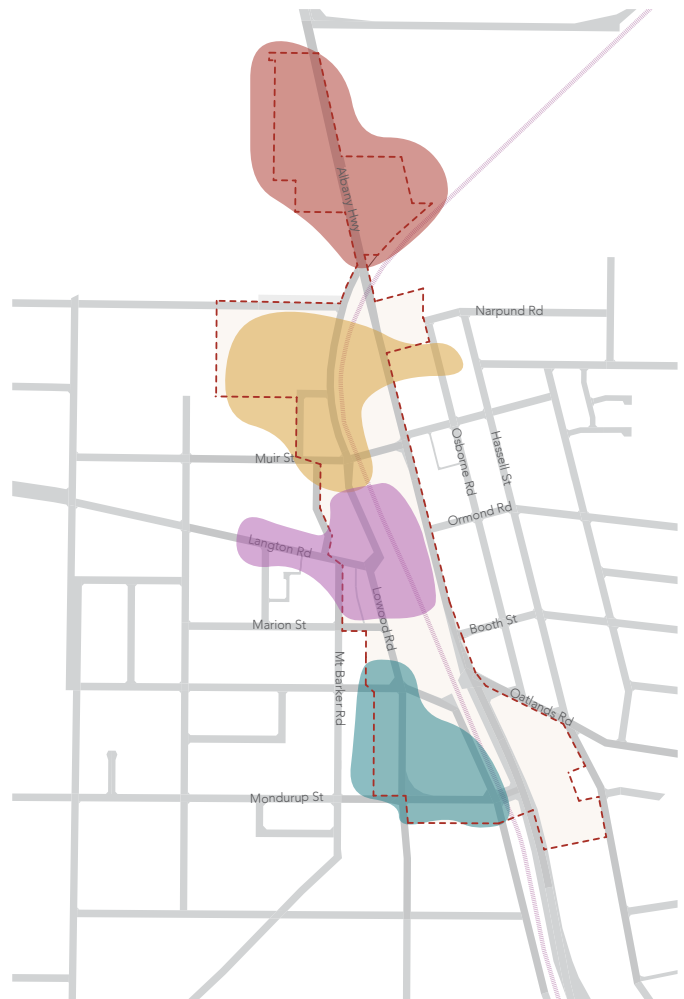 Albany Hwy
Narpund Rd
Muir St
Osborne Rd
Hassell St
Ormond Rd
Langton Rd
Lowood Rd
Marion St
Booth St
Mt Barker Rd
Oatlands Rd
Mondurup St